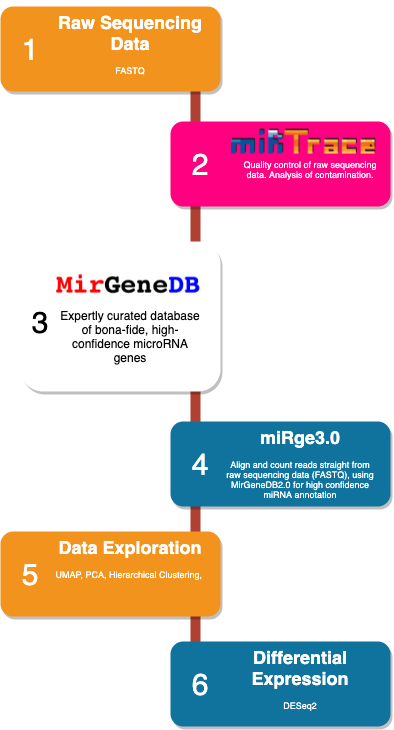 1
Raw Sequencing
Data
FASTQ
2
miRTrace
Quality control of raw sequencing
data. Analysis of contamination.
3
MirGeneDB
Expertly curated database
of bona-fide, high-
confidence microRNA
genes
4
miRge3.0
Align and count reads straight from
raw sequencing data (FASTQ), using
MirGeneDB2.0 for high confidence
miRNA annotation
5
Data Exploration
UMAP, PCA, Hierarchical Clustering,
6
Differential
Expression
DESeq2